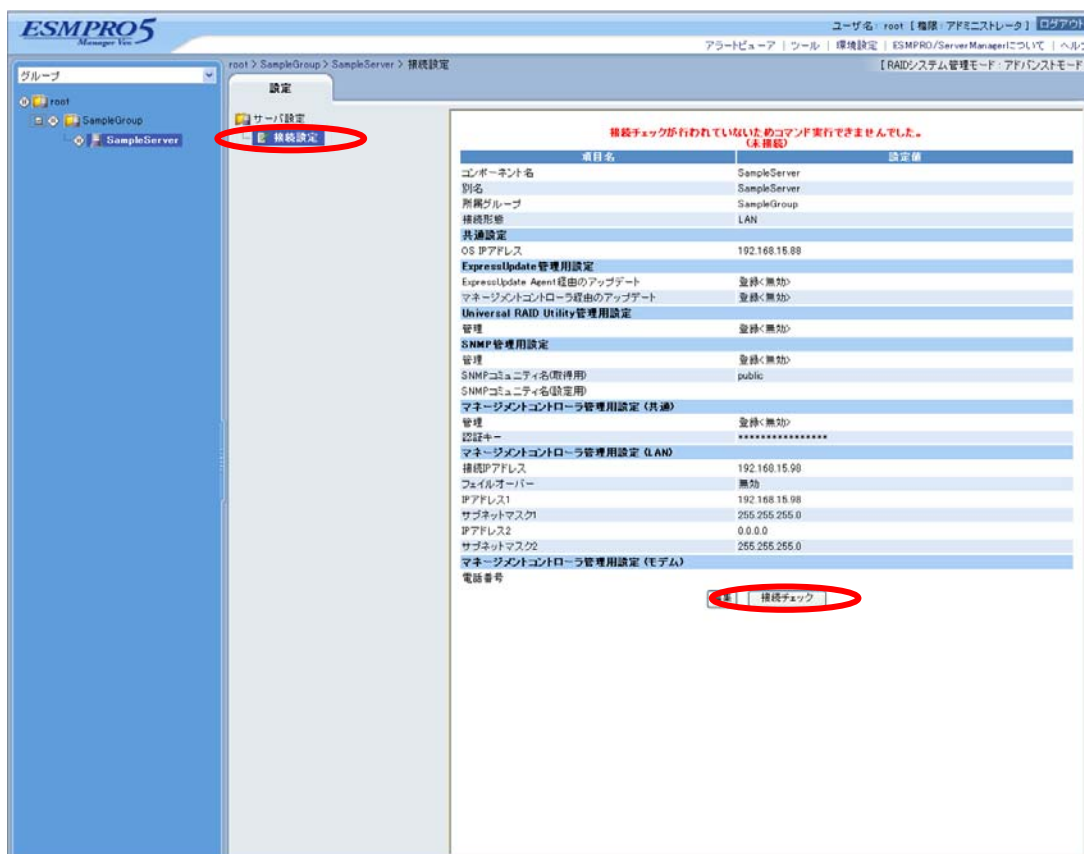 ESMPRO5
Manager Ver.
ユーザ名: root [ 権限 : アドミニストレータ ] ログアウト
アラートビューア | ツール | 環境設定 | ESMPRO/ServerManagerについて | ヘル
グループ
root > SampleGroup > SampleServer > 接続設定
[ RAIDシステム管理モード : アドバンストモード
設定
root
SampleGroup
SampleServer
サーバ設定
接続設定
接続チェックが行われていないためコマンド実行できませんでした。
(未接続)
項目名 設定値
コンポーネント名 SampleServer
別名 SampleServer
所属グループ SampleGroup
接続形態 LAN
共通設定
OS IPアドレス 192.168.15.88
ExpressUpdate管理用設定
ExpressUpdate Agent経由のアップデート 登録<無効>
マネージメントコントローラ経由のアップデート 登録<無効>
Universal RAID Utility管理用設定
管理 登録<無効>
SNMP管理用設定
管理 登録<無効>
SNMPコミュニティ名(取得用) public
SNMPコミュニティ名(設定用)
マネージメントコントローラ管理用設定 (共通)
管理 登録<無効>
認証キー ****************
マネージメントコントローラ管理用設定 (LAN)
接続IPアドレス 192.168.15.98
フェイルオーバー 無効
IPアドレス1 192.168.15.98
サブネットマスク1 255.255.255.0
IPアドレス2 0.0.0.0
サブネットマスク2 255.255.255.0
マネージメントコントローラ管理用設定 (モデム)
電話番号
接続チェック